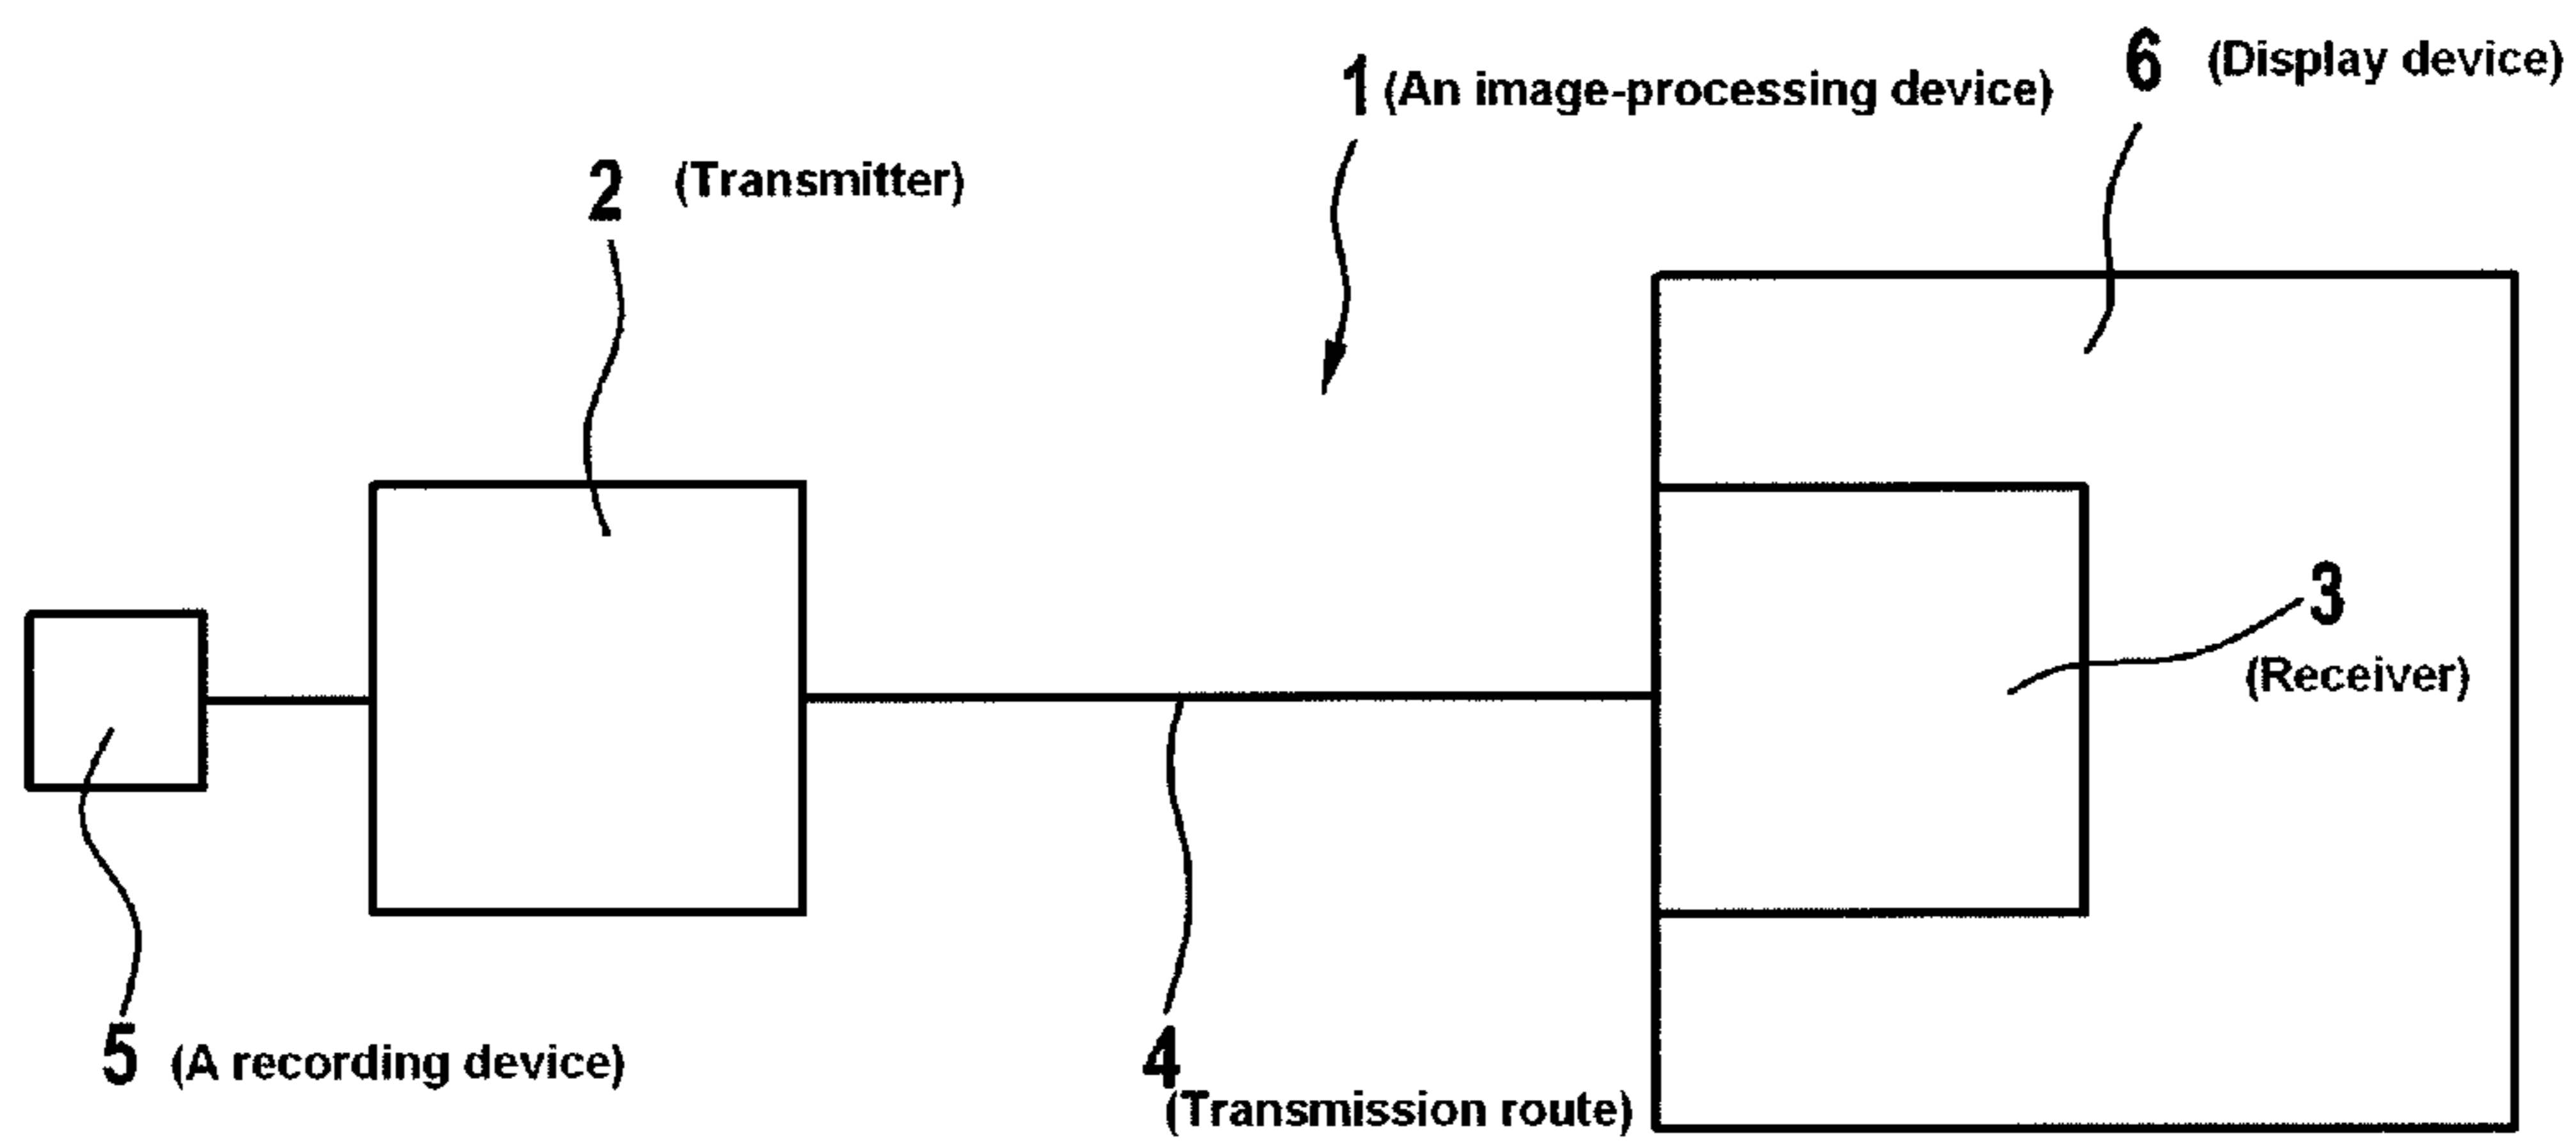 6 (Display device)
1 (An image-processing device)
2 (Transmitter)
3
(Receiver)
5 (A recording device)
4
(Transmission route)